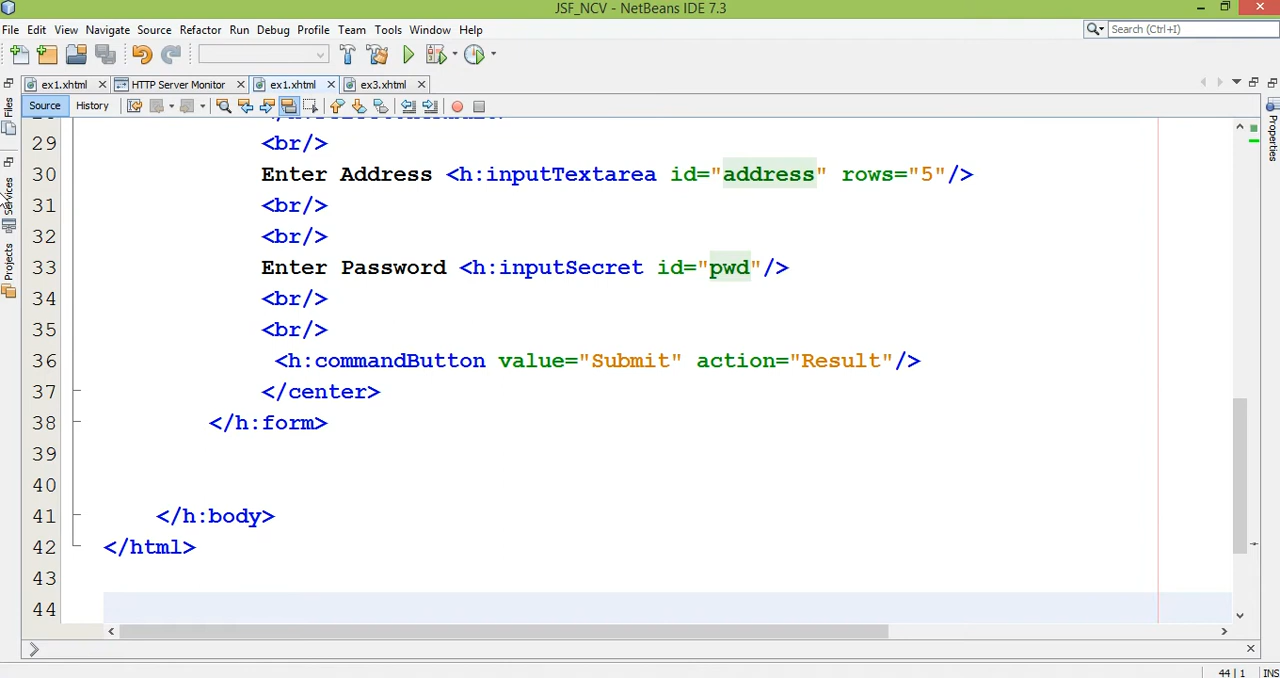 JSF_NCV - NetBeans IDE 7.3
File Edit View Navigate Source Refactor Run Debug Profile Team Tools Window Help
Search (Ctrl+I)
ex1.xhtml HTTP Server Monitor ex1.xhtml ex3.xhtml
Source History
Files
Services
Projects
Properties
29 <br/>
30 Enter Address <h:inputTextarea id="address" rows="5"/>
31 <br/>
32 <br/>
33 Enter Password <h:inputSecret id="pwd"/>
34 <br/>
35 <br/>
36 <h:commandButton value="Submit" action="Result"/>
37 </center>
38 </h:form>
39
40
41 </h:body>
42 </html>
43
44
44 | 1 INS